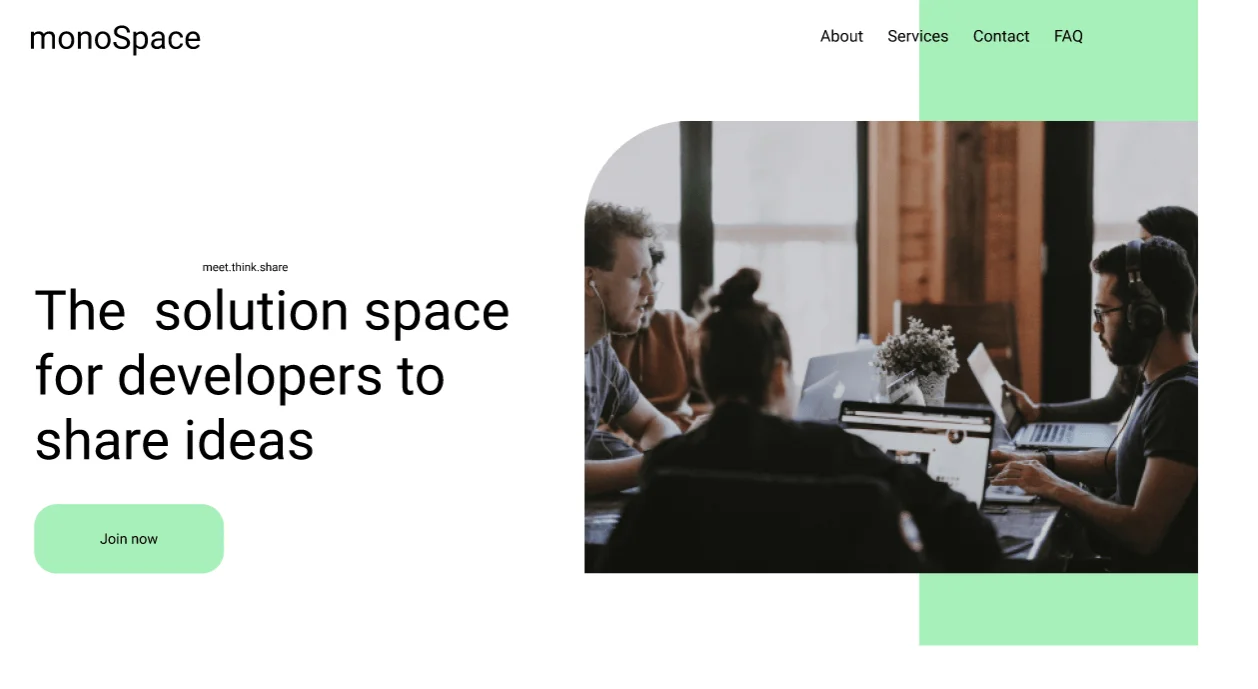 monoSpace
About Services Contact FAQ
meet.think.share
The  solution space
for developers to
share ideas
Join now